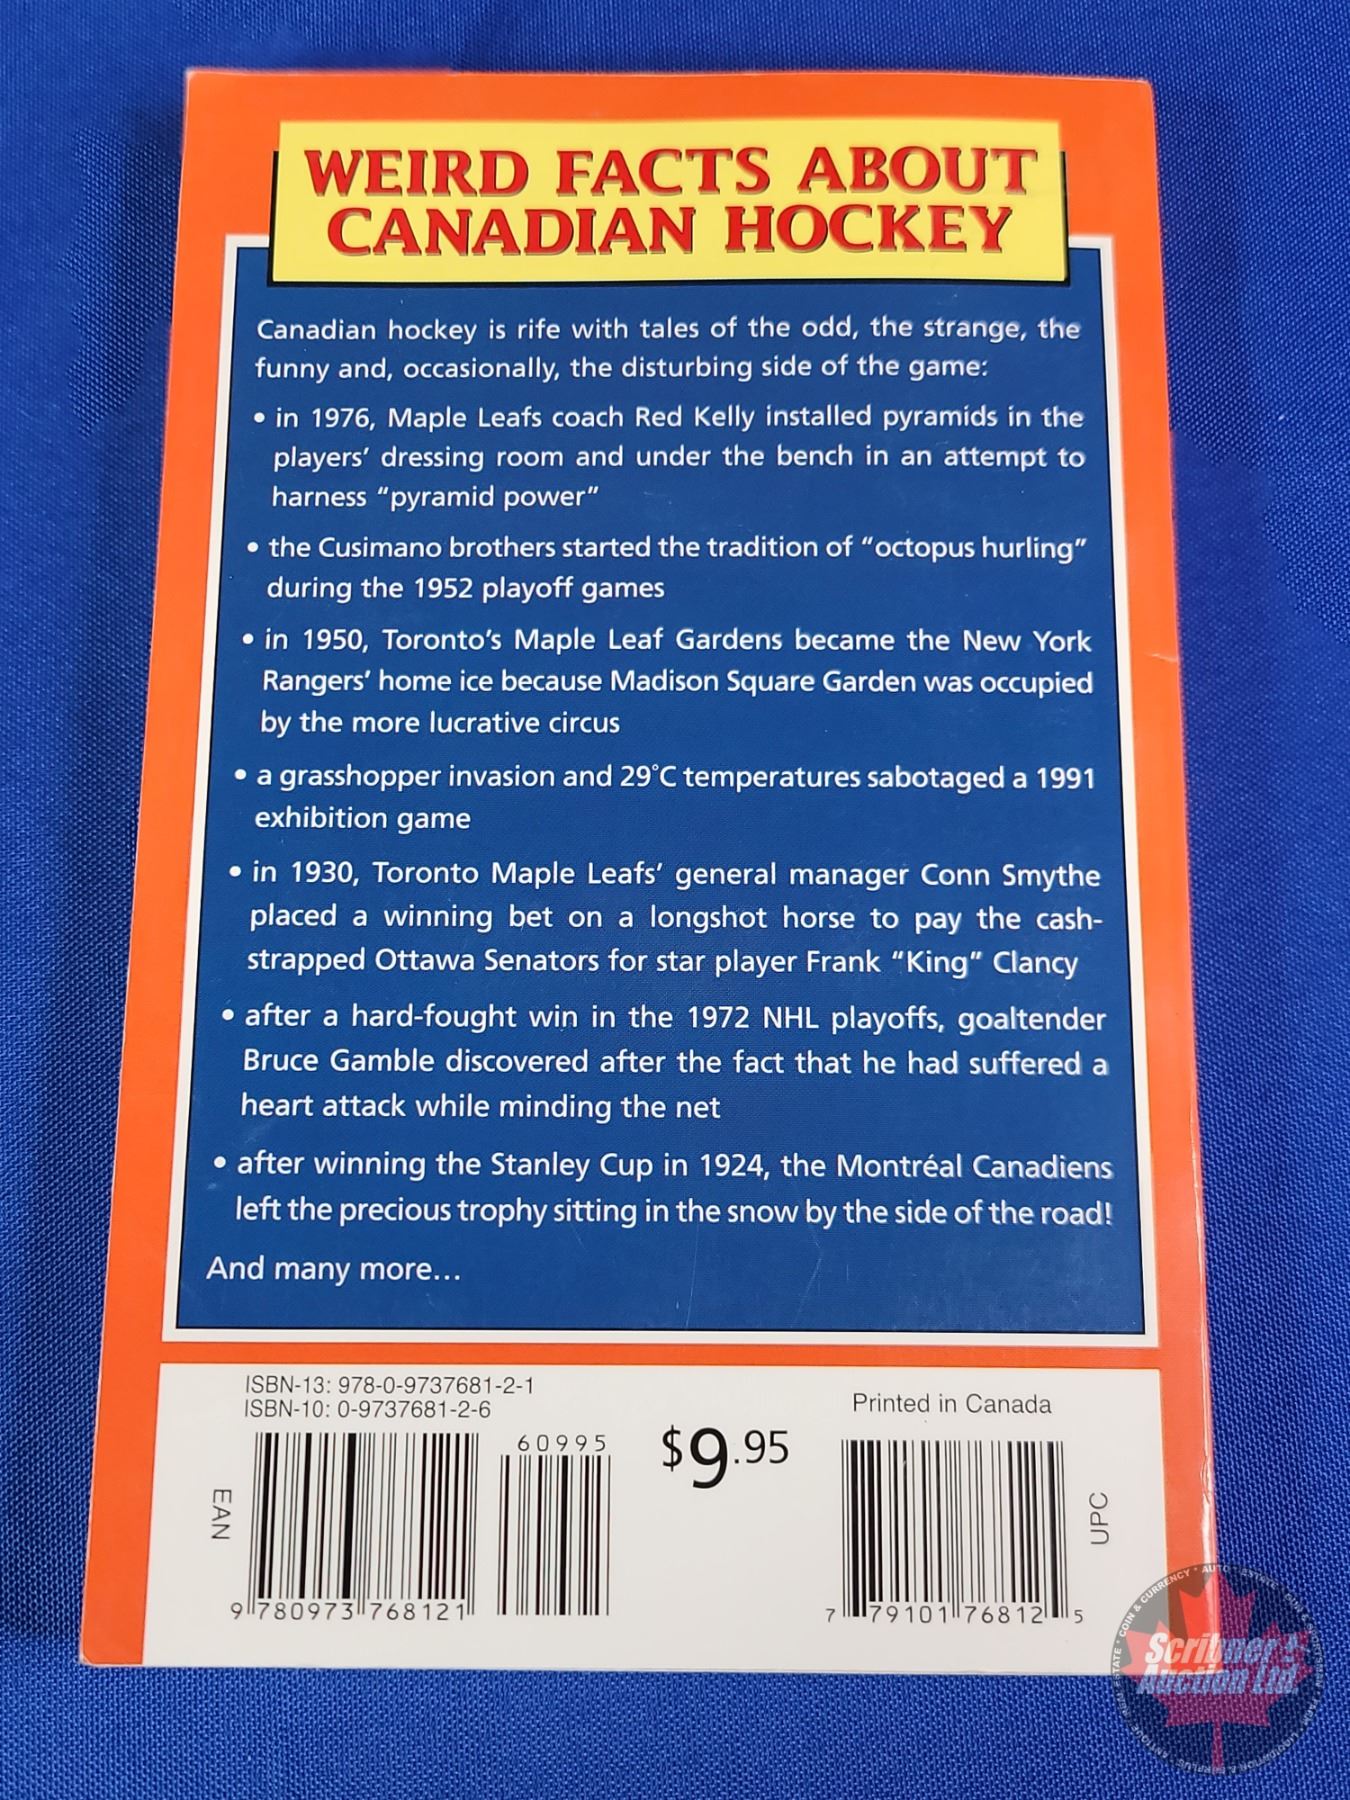 WEIRD FACTS ABOUT
CANADIAN HOCKEY
Canadian hockey is rife with tales of the odd, the strange, the
funny and, occasionally, the disturbing side of the game:
• in 1976, Maple Leafs coach Red Kelly installed pyramids in the
players' dressing room and under the bench in an attempt to
harness "pyramid power"
• the Cusimano brothers started the tradition of "octopus hurling"
during the 1952 playoff games
• in 1950, Toronto's Maple Leaf Gardens became the New York
Rangers' home ice because Madison Square Garden was occupied
by the more lucrative circus
• a grasshopper invasion and 29°C temperatures sabotaged a 1991
exhibition game
• in 1930, Toronto Maple Leafs' general manager Conn Smythe
placed a winning bet on a longshot horse to pay the cash-
strapped Ottawa Senators for star player Frank "King" Clancy
• after a hard-fought win in the 1972 NHL playoffs, goaltender
Bruce Gamble discovered after the fact that he had suffered a
heart attack while minding the net
• after winning the Stanley Cup in 1924, the Montréal Canadiens
left the precious trophy sitting in the snow by the side of the road!
And many more...
ISBN-13: 978-0-9737681-2-1
ISBN-10: 0-9737681-2-6
60995
$9.95
Printed in Canada
EAN
UPC
9 780973 768121
7 79101 76812 5
Scribner
Auction Ltd.
COIN & CURRENCY